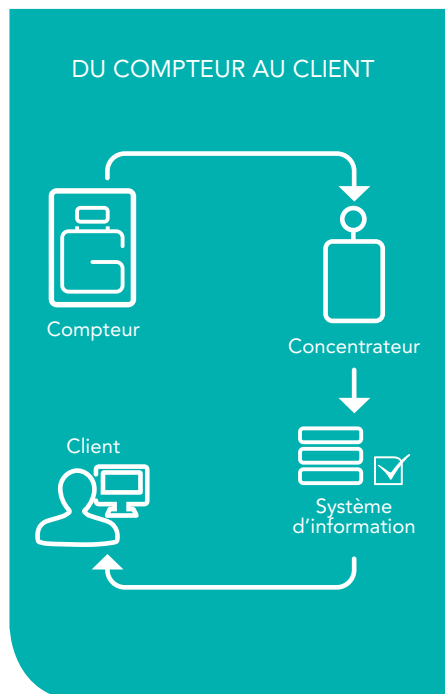 DU COMPTEUR AU CLIENT
Compteur
Concentrateur
Client
Système
d'information